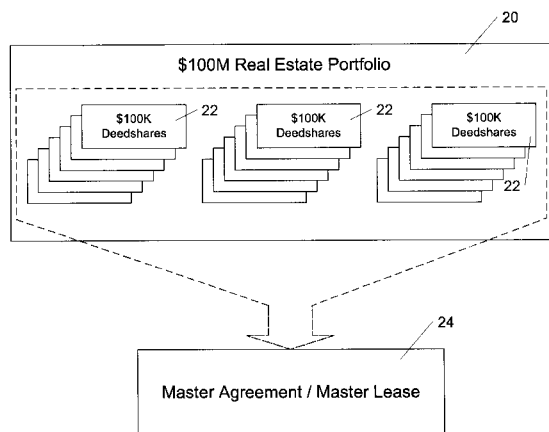 20
$100M Real Estate Portfolio
$100K
Deedshares
22
$100K
Deedshares
22
$100K
Deedshares
22
24
Master Agreement / Master Lease